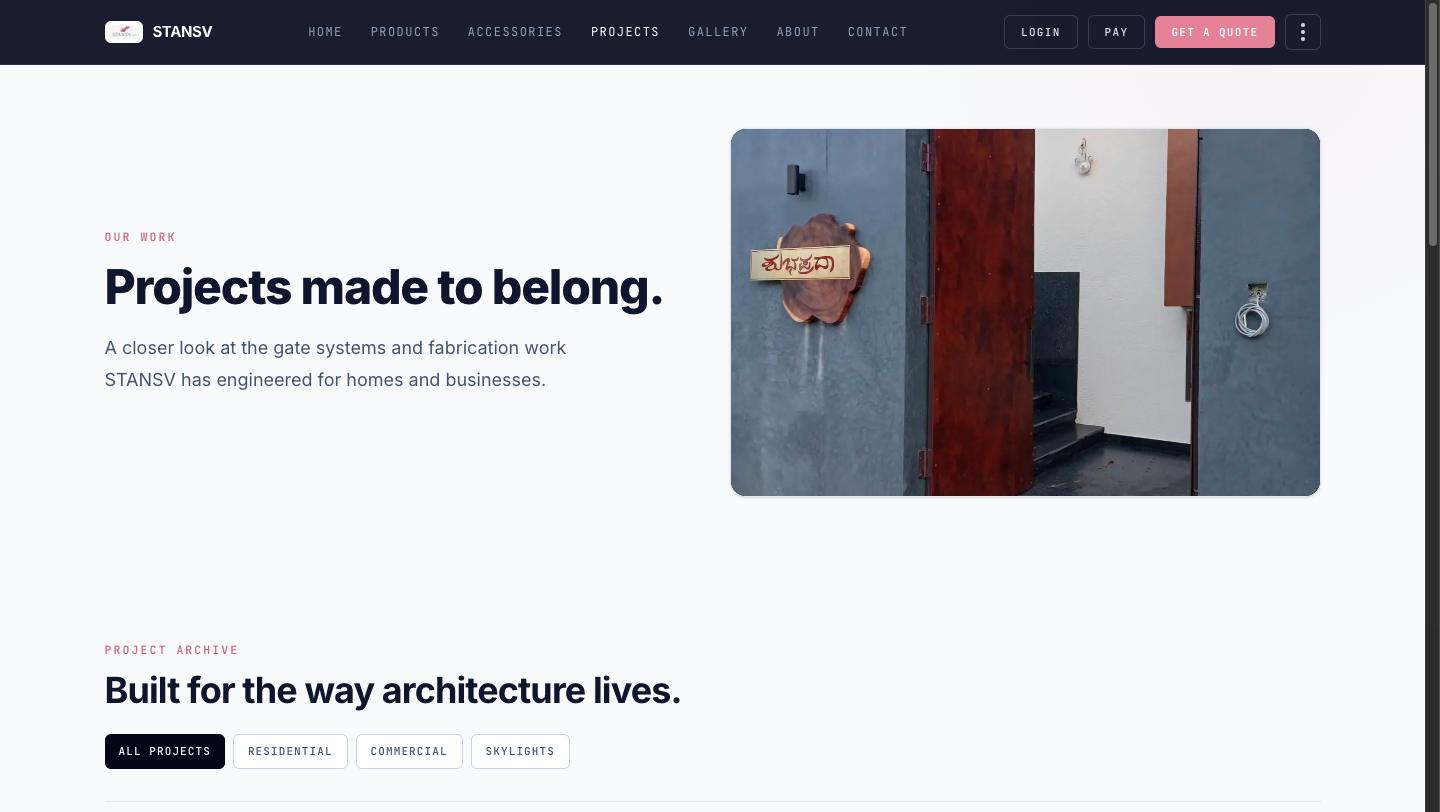 STANSV
HOME
PRODUCTS
ACCESSORIES
PROJECTS
GALLERY
ABOUT
CONTACT
LOGIN
PAY
GET A QUOTE
OUR WORK
Projects made to belong.
A closer look at the gate systems and fabrication work
STANSV has engineered for homes and businesses.
ಶುಭಪ್ರದಾ
PROJECT ARCHIVE
Built for the way architecture lives.
ALL PROJECTS
RESIDENTIAL
COMMERCIAL
SKYLIGHTS